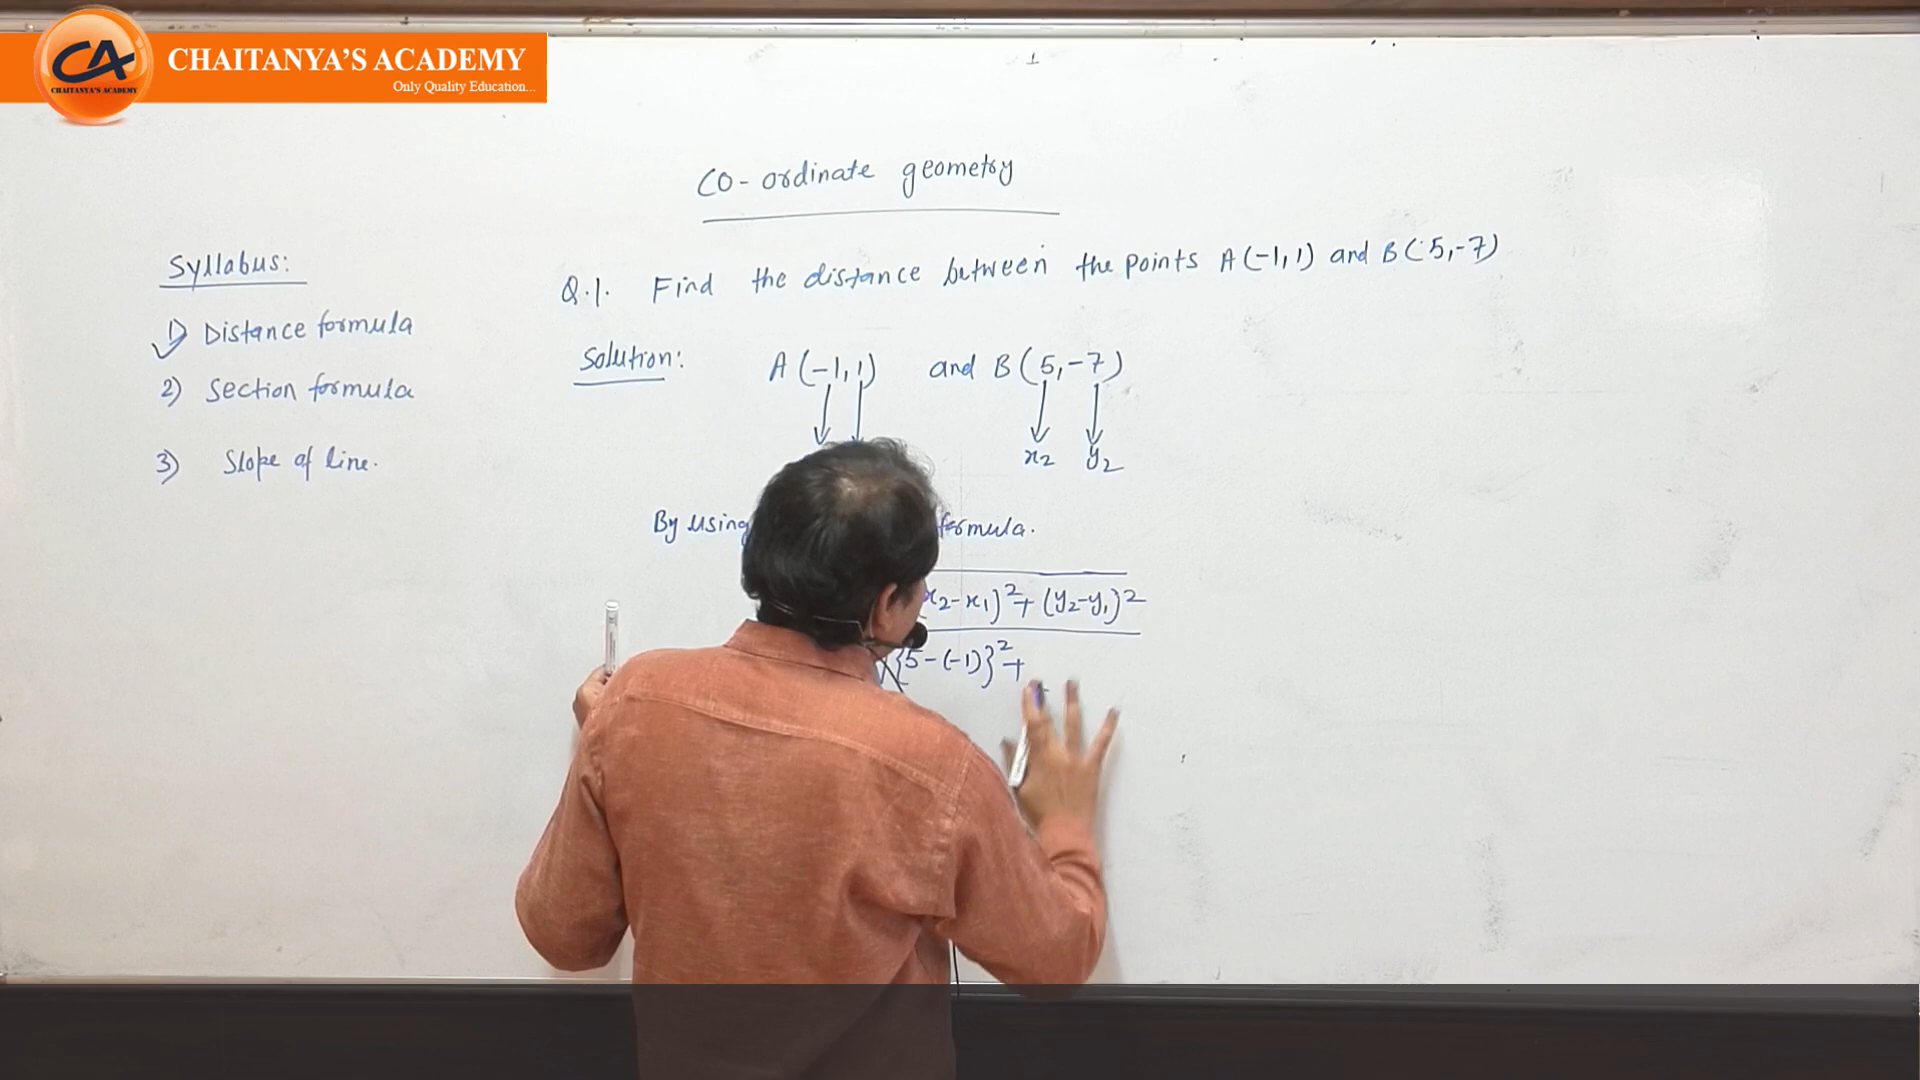 CA
CHAITANYA'S ACADEMY
CHAITANYA'S ACADEMY
Only Quality Education...
CO-ordinate geometry
Syllabus:
1) Distance formula
2) Section formula
3) Slope of line.
Q.1. Find the distance between the points A(-1,1) and B(5,-7)
Solution: A(-1,1) and B(5,-7)
x2 y2
By using formula.
x2-x1)²+(y2-y1)²
√{5-(-1)}²+